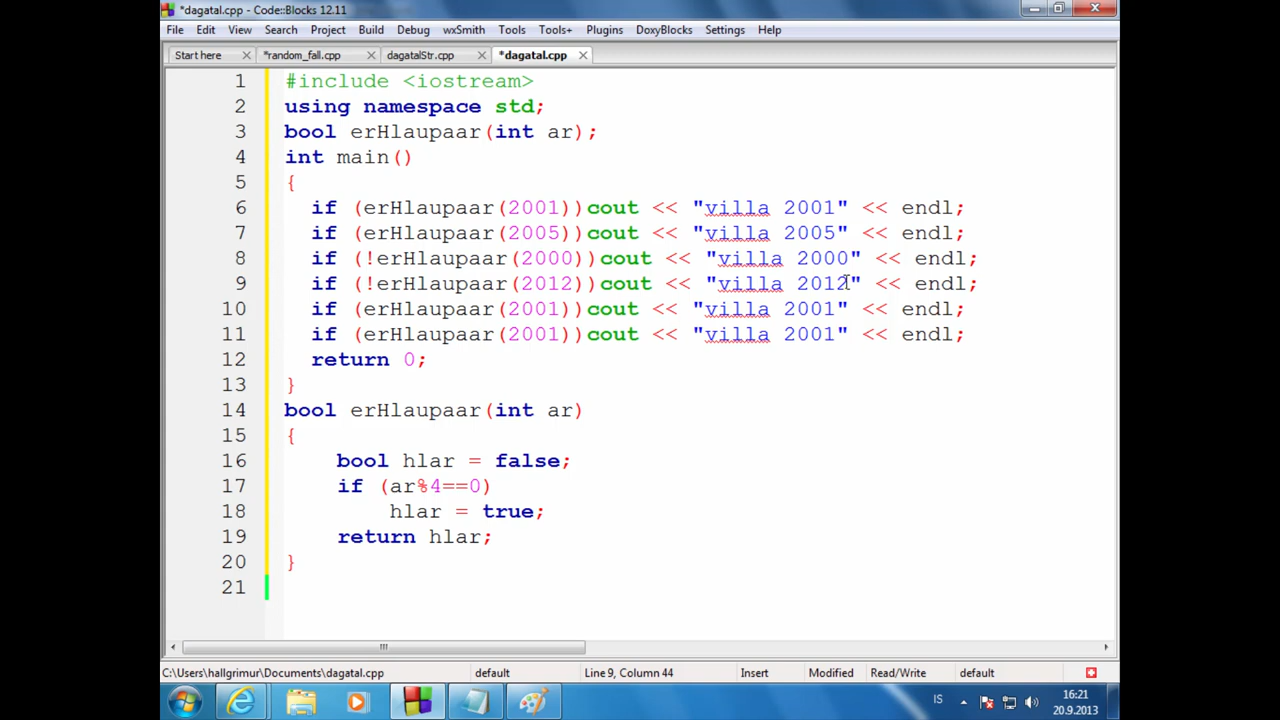 *dagatal.cpp - Code::Blocks 12.11
File Edit View Search Project Build Debug wxSmith Tools Tools+ Plugins DoxyBlocks Settings Help
Start here *random_fall.cpp dagatalStr.cpp *dagatal.cpp
1 #include <iostream>
2 using namespace std;
3 bool erHlaupaar(int ar);
4 int main()
5 {
6 if (erHlaupaar(2001))cout << "villa 2001" << endl;
7 if (erHlaupaar(2005))cout << "villa 2005" << endl;
8 if (!erHlaupaar(2000))cout << "villa 2000" << endl;
9 if (!erHlaupaar(2012))cout << "villa 2012" << endl;
10 if (erHlaupaar(2001))cout << "villa 2001" << endl;
11 if (erHlaupaar(2001))cout << "villa 2001" << endl;
12 return 0;
13 }
14 bool erHlaupaar(int ar)
15 {
16 bool hlar = false;
17 if (ar%4==0)
18 hlar = true;
19 return hlar;
20 }
21
C:\Users\hallgrimur\Documents\dagatal.cpp default Line 9, Column 44 Insert Modified Read/Write default
IS 16:21
20.9.2013